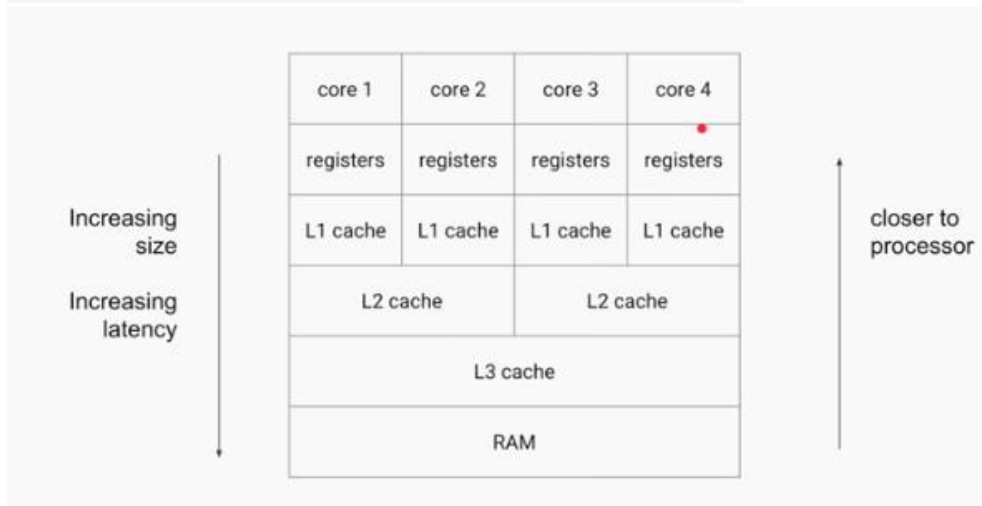 core 1 core 2 core 3 core 4
registers registers registers registers
Increasing
size
L1 cache L1 cache L1 cache L1 cache
closer to
processor
Increasing
latency
L2 cache L2 cache
L3 cache
RAM